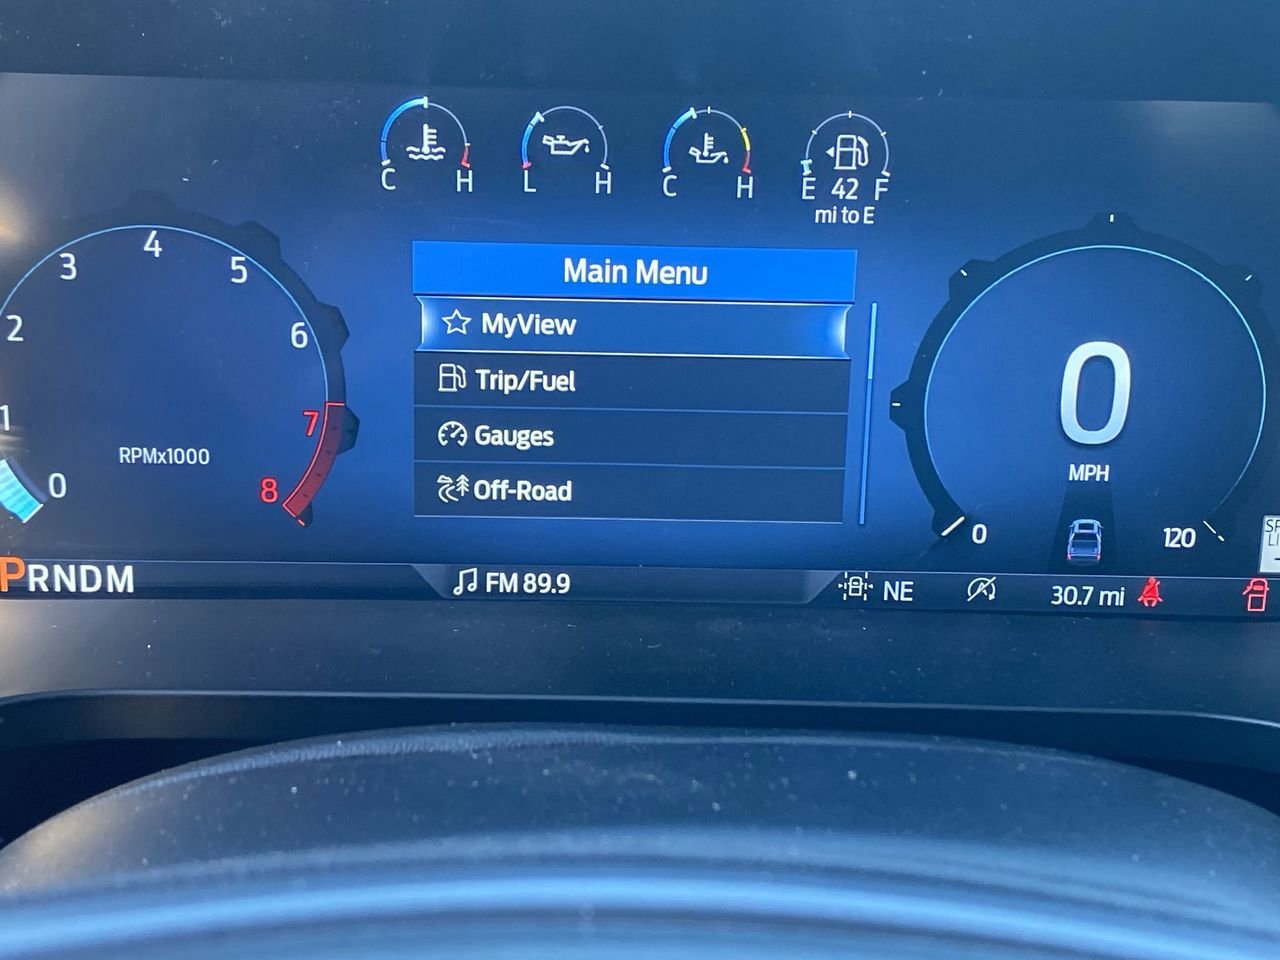 C H L H C H E 42 F
mi to E
Main Menu
MyView
Trip/Fuel
Gauges
Off-Road
0
1
2
3
4
5
6
7
8
RPMx1000
0
MPH
0 120
PRNDM
FM 89.9
NE
30.7 mi